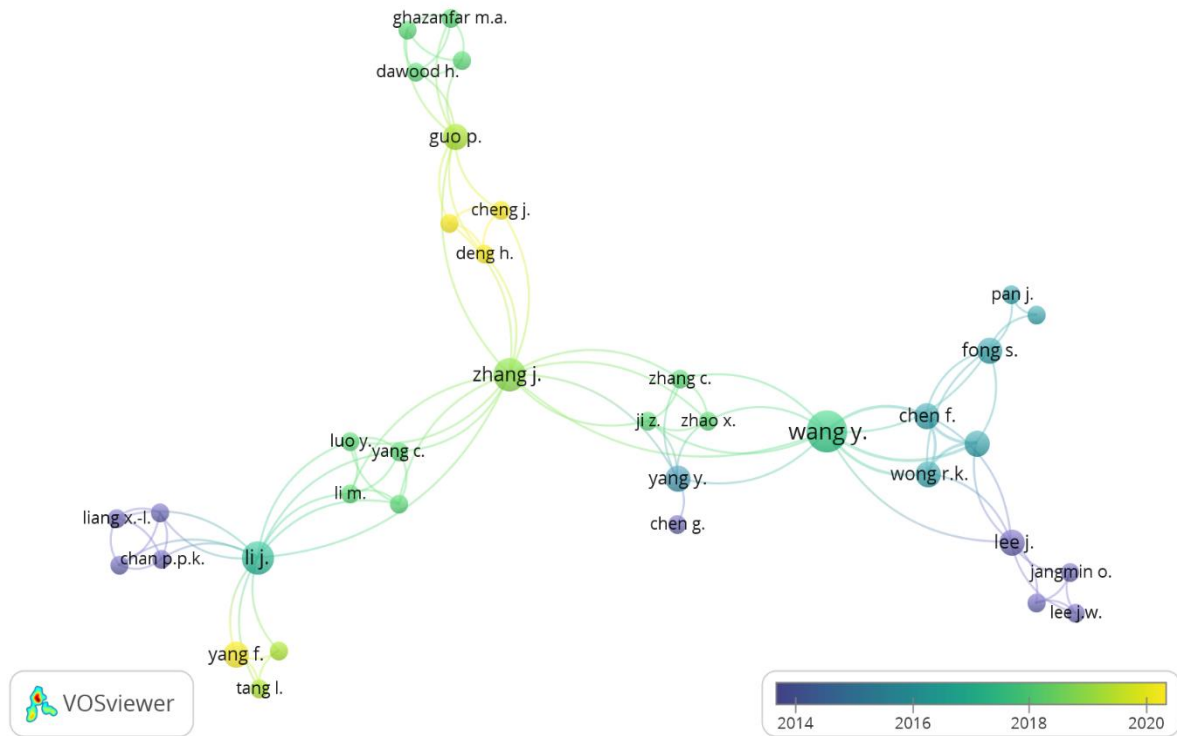 ghazanfar m.a.
dawood h.
guo p.
cheng j.
deng h.
pan j.
fong s.
zhang j.
zhang c.
ji z.
zhao x.
wang y.
chen f.
luo y.
yang c.
yang y.
wong r.k.
li m.
chen g.
liang x.-l.
chan p.p.k.
li j.
lee j.
jangmin o.
lee j.w.
yang f.
tang l.
VOSviewer
2014 2016 2018 2020